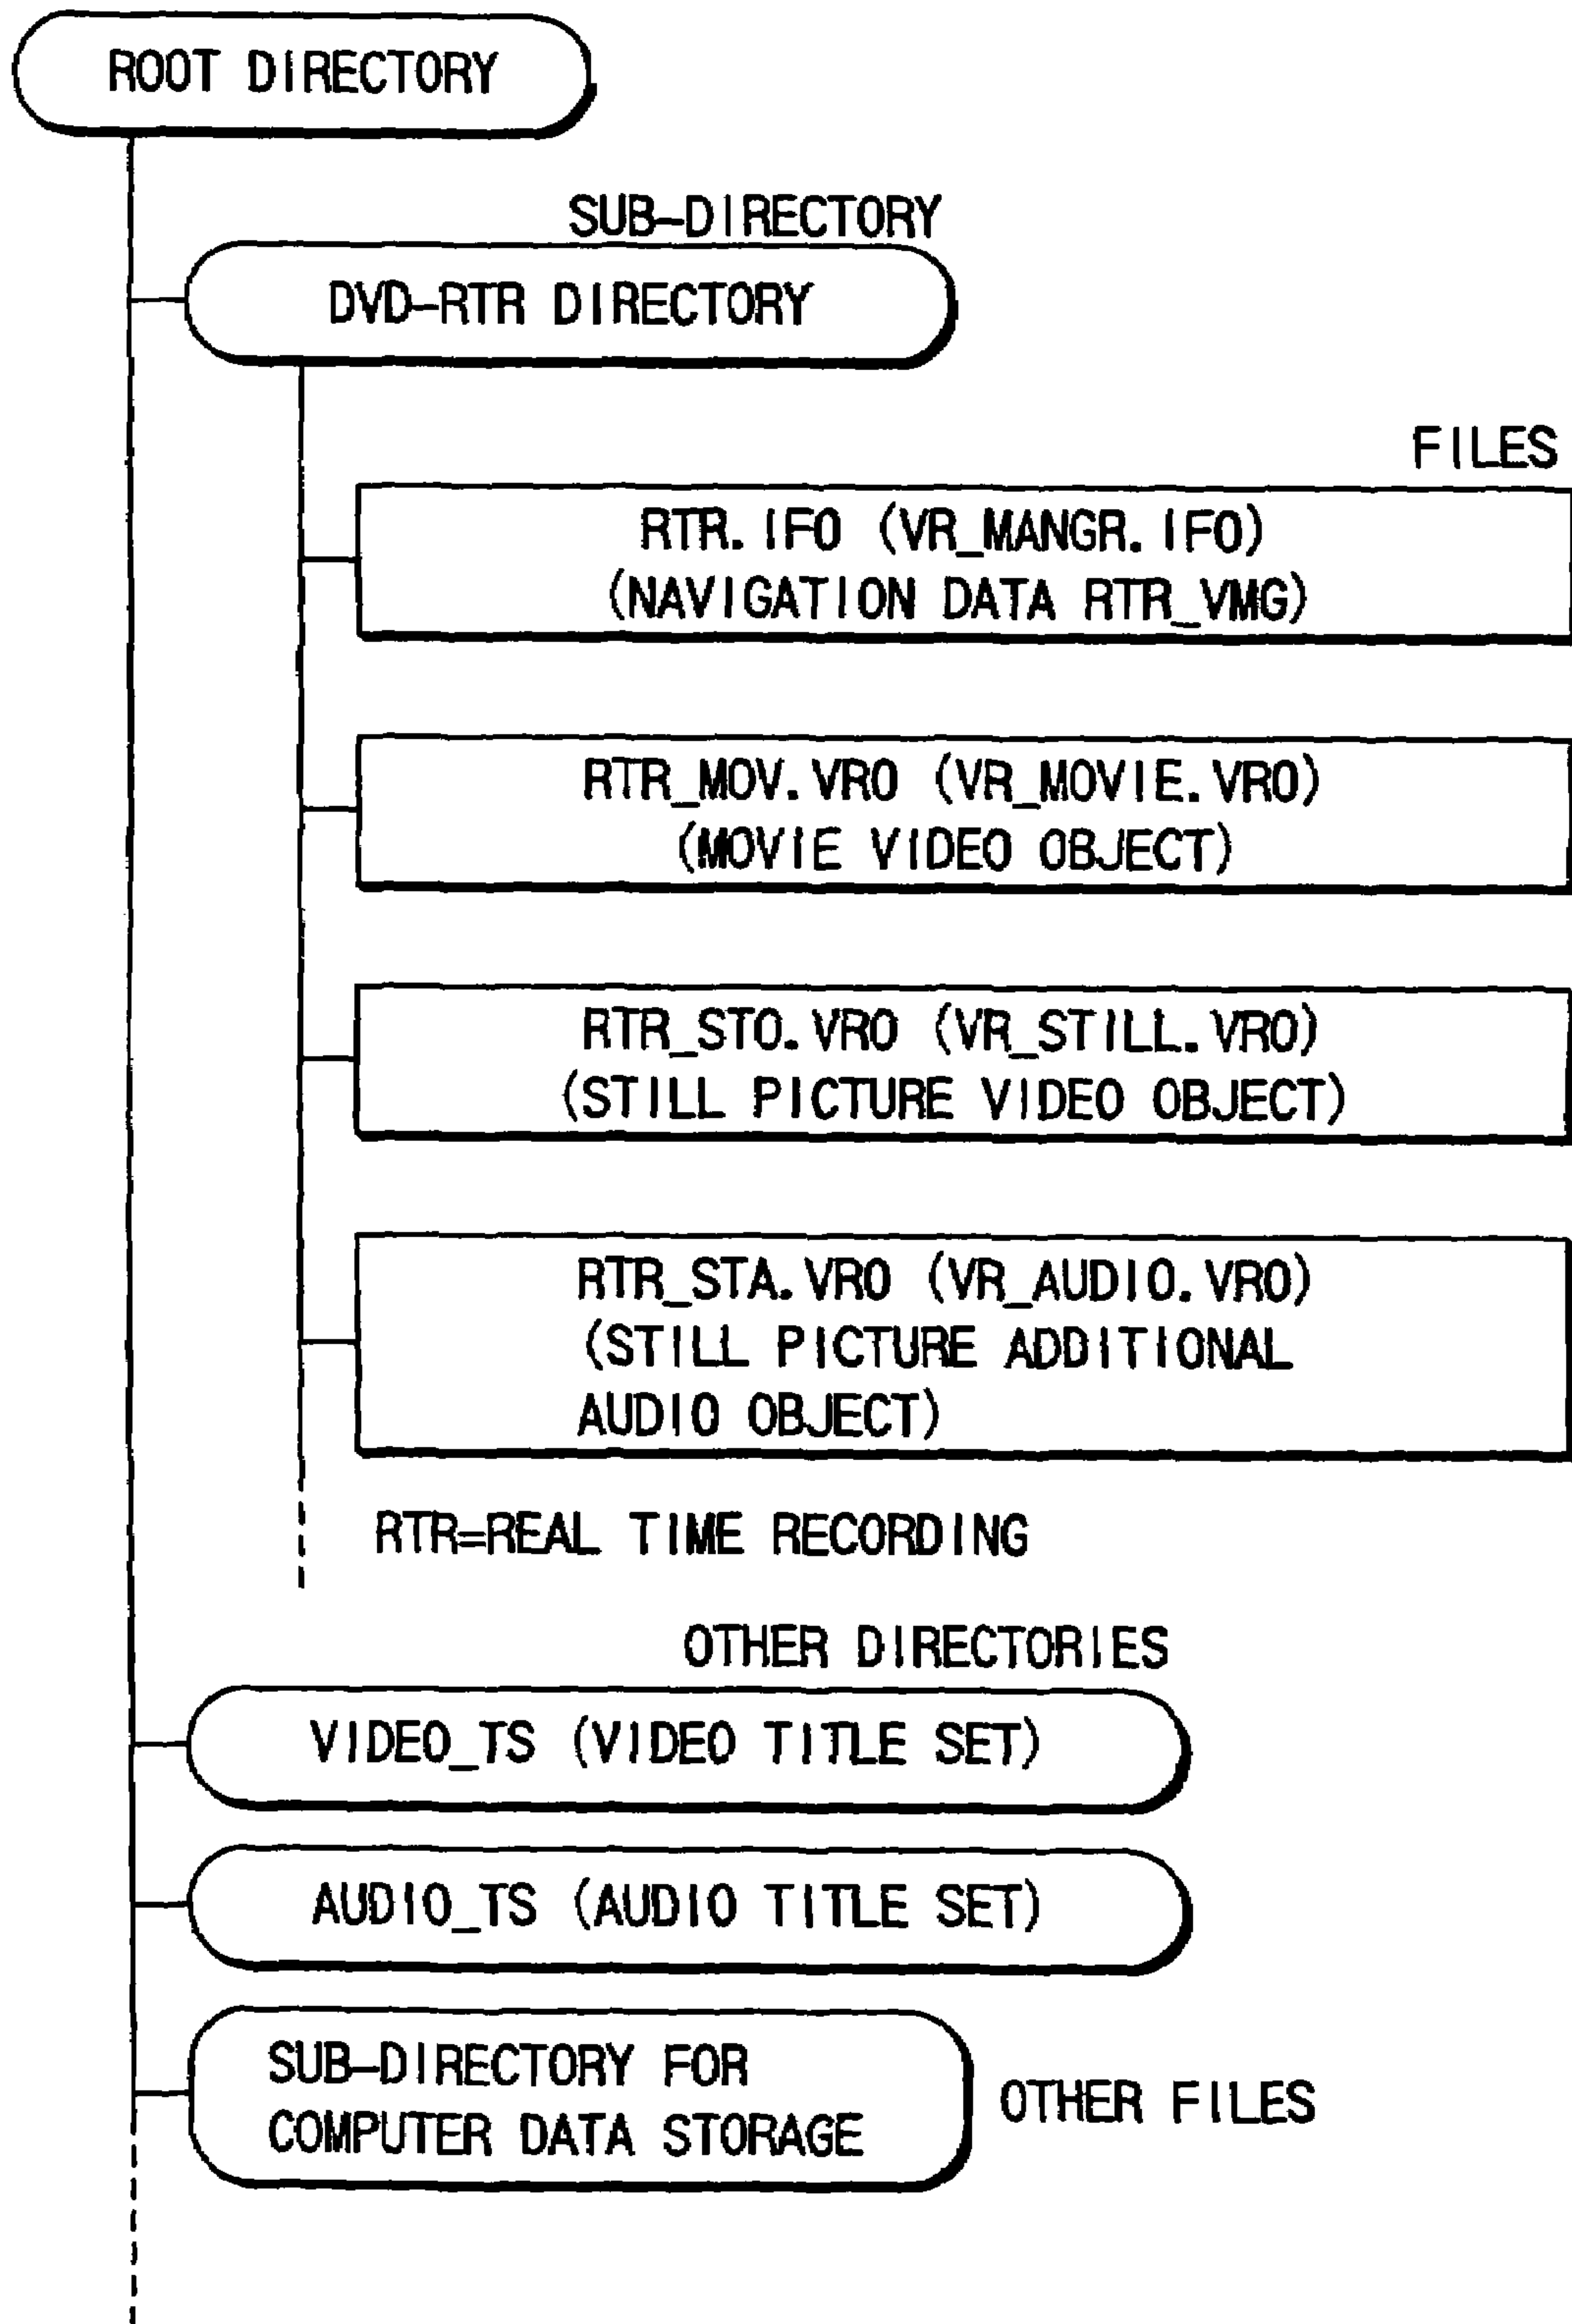 ROOT DIRECTORY
SUB-DIRECTORY
DVD-RTR DIRECTORY
FILES
RTR.IFO (VR_MANGR.IFO)
(NAVIGATION DATA RTR_VMG)
RTR_MOV.VRO (VR_MOVIE.VRO)
(MOVIE VIDEO OBJECT)
RTR_STO.VRO (VR_STILL.VRO)
(STILL PICTURE VIDEO OBJECT)
RTR_STA.VRO (VR_AUDIO.VRO)
(STILL PICTURE ADDITIONAL
AUDIO OBJECT)
RTR=REAL TIME RECORDING
OTHER DIRECTORIES
VIDEO_TS (VIDEO TITLE SET)
AUDIO_TS (AUDIO TITLE SET)
SUB-DIRECTORY FOR
COMPUTER DATA STORAGE
OTHER FILES